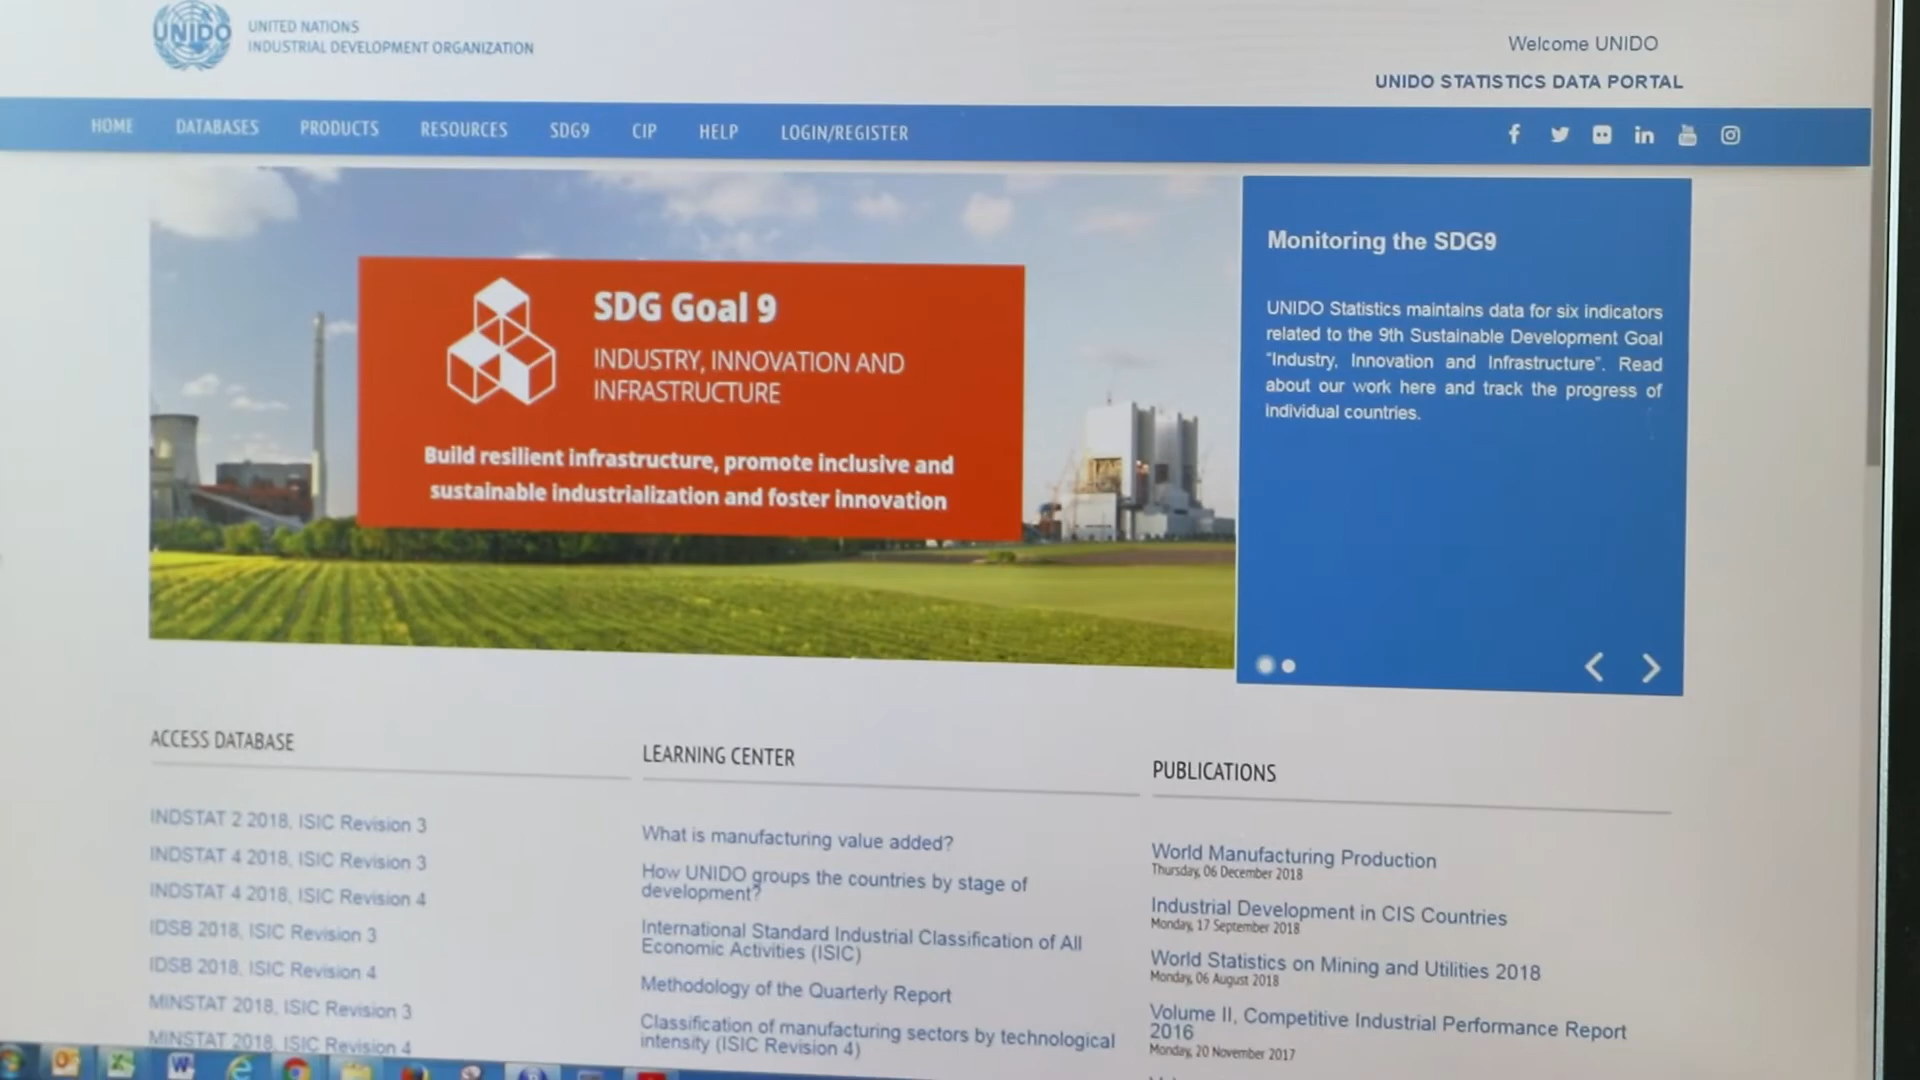 UNIDO
UNITED NATIONS
INDUSTRIAL DEVELOPMENT ORGANIZATION
Welcome UNIDO
UNIDO STATISTICS DATA PORTAL
HOME DATABASES PRODUCTS RESOURCES SDG9 CIP HELP LOGIN/REGISTER
SDG Goal 9
INDUSTRY, INNOVATION AND
INFRASTRUCTURE
Build resilient infrastructure, promote inclusive and
sustainable industrialization and foster innovation
Monitoring the SDG9
UNIDO Statistics maintains data for six indicators
related to the 9th Sustainable Development Goal
"Industry, Innovation and Infrastructure". Read
about our work here and track the progress of
individual countries.
ACCESS DATABASE
INDSTAT 2 2018, ISIC Revision 3
INDSTAT 4 2018, ISIC Revision 3
INDSTAT 4 2018, ISIC Revision 4
IDSB 2018, ISIC Revision 3
IDSB 2018, ISIC Revision 4
MINSTAT 2018, ISIC Revision 3
MINSTAT 2018, ISIC Revision 4
LEARNING CENTER
What is manufacturing value added?
How UNIDO groups the countries by stage of
development?
International Standard Industrial Classification of All
Economic Activities (ISIC)
Methodology of the Quarterly Report
Classification of manufacturing sectors by technological
intensity (ISIC Revision 4)
PUBLICATIONS
World Manufacturing Production
Thursday, 06 December 2018
Industrial Development in CIS Countries
Monday, 17 September 2018
World Statistics on Mining and Utilities 2018
Monday, 06 August 2018
Volume II, Competitive Industrial Performance Report
2016
Monday, 20 November 2017